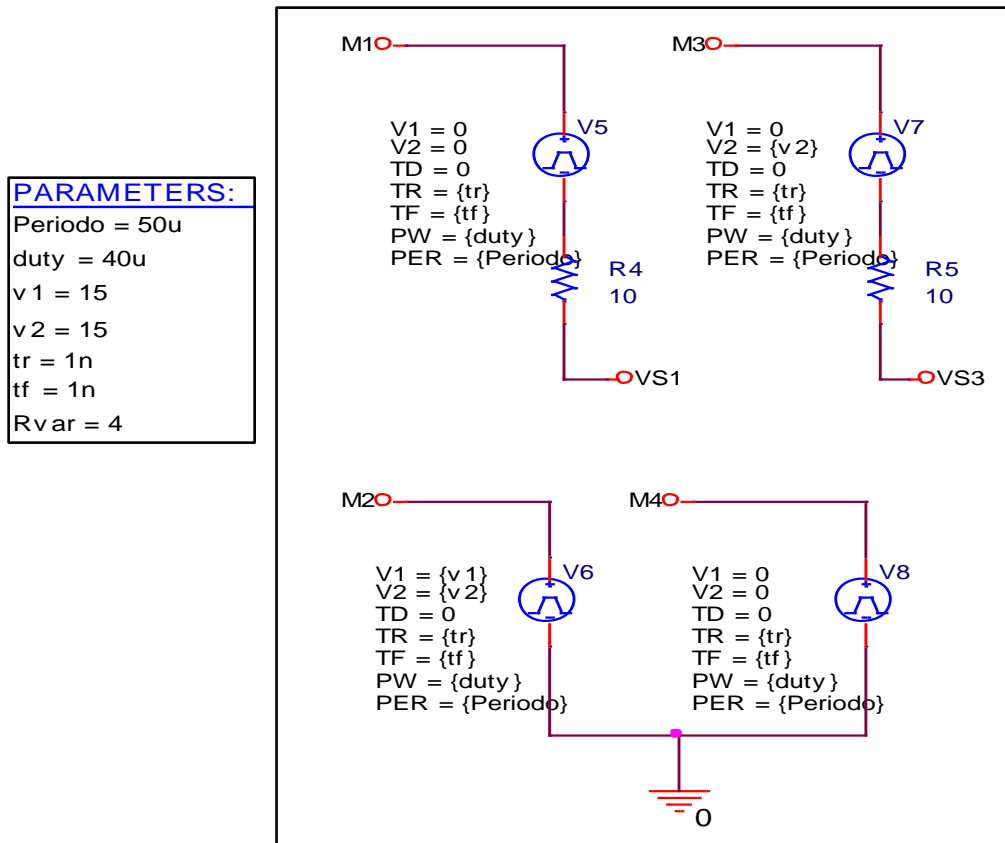 PARAMETERS:
Periodo = 50u
duty = 40u
v1 = 15
v2 = 15
tr = 1n
tf = 1n
Rvar = 4
M1
V5
V1 = 0
V2 = 0
TD = 0
TR = {tr}
TF = {tf}
PW = {duty}
PER = {Periodo}
R4
10
VS1
M3
V7
V1 = 0
V2 = {v2}
TD = 0
TR = {tr}
TF = {tf}
PW = {duty}
PER = {Periodo}
R5
10
VS3
M2
V6
V1 = {v1}
V2 = {v2}
TD = 0
TR = {tr}
TF = {tf}
PW = {duty}
PER = {Periodo}
M4
V8
V1 = 0
V2 = 0
TD = 0
TR = {tr}
TF = {tf}
PW = {duty}
PER = {Periodo}
0